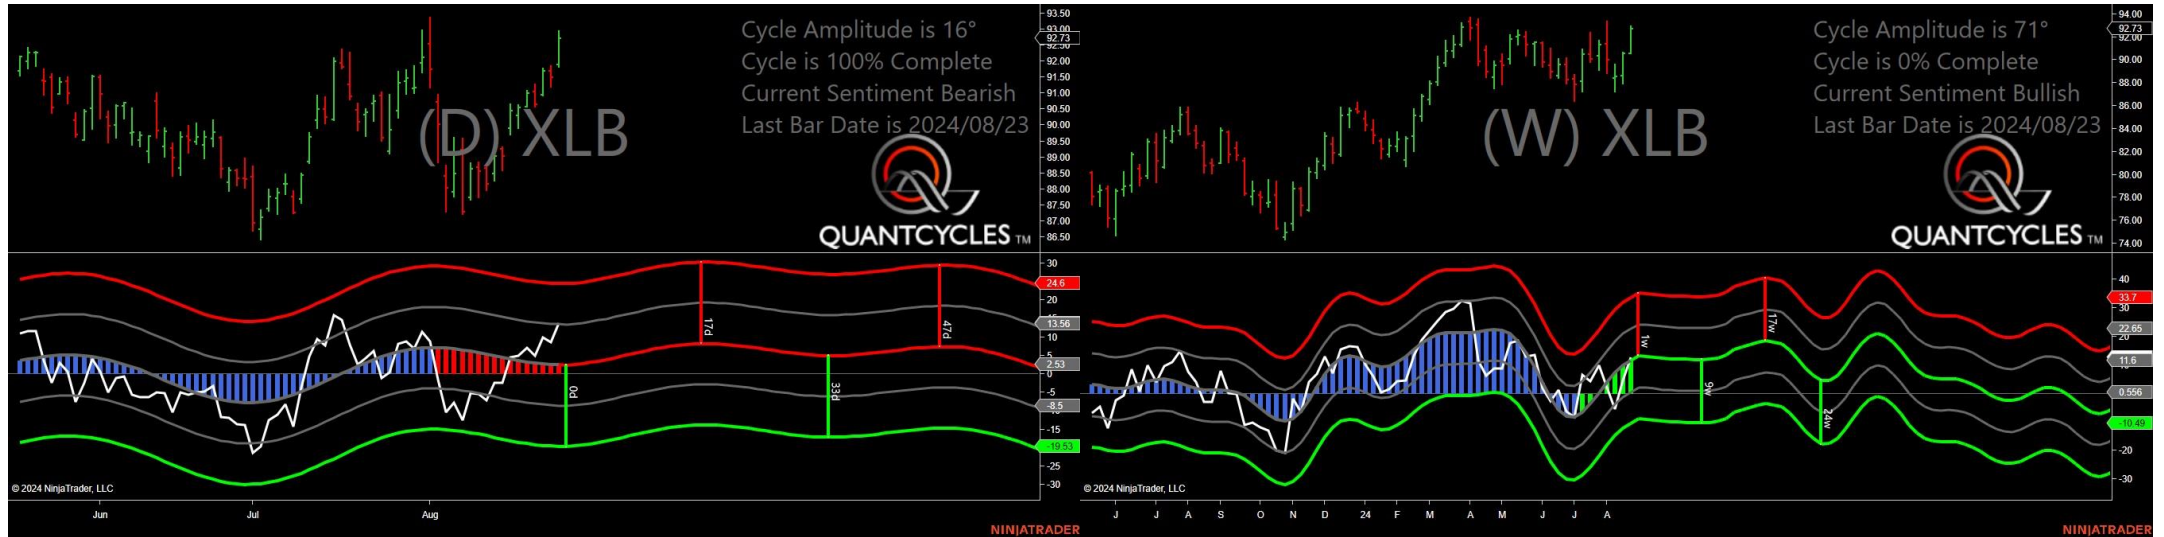 Cycle Amplitude is 16°
Cycle is 100% Complete
Current Sentiment Bearish
Last Bar Date is 2024/08/23
(D) XLB
QUANTCYCLES TM
93.50
93.00
92.73
92.50
92.00
91.50
91.00
90.50
90.00
89.50
89.00
88.50
88.00
87.50
87.00
86.50
30
24.6
20
13.56
10
5
2.53
0
-5
-8.5
-15
-19.53
-25
-30
17d
47d
0d
33d
© 2024 NinjaTrader, LLC
Jun
Jul
Aug
NINJATRADER
Cycle Amplitude is 71°
Cycle is 0% Complete
Current Sentiment Bullish
Last Bar Date is 2024/08/23
(W) XLB
QUANTCYCLES TM
94.00
92.73
92.00
90.00
88.00
86.00
84.00
82.00
80.00
78.00
76.00
74.00
40
33.7
30
22.65
20
11.6
0.556
-10.49
-20
-30
1w
17w
9w
24w
© 2024 NinjaTrader, LLC
J J A S O N D 24 F M A M J J A
NINJATRADER